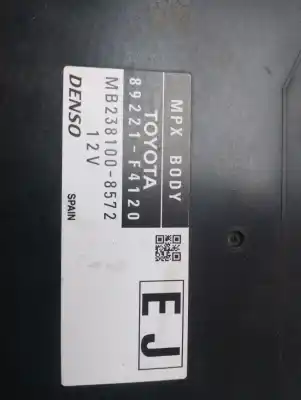 MPX BODY
TOYOTA
89221-F4120
MB238100-8572
12V
DENSO
SPAIN
EJ